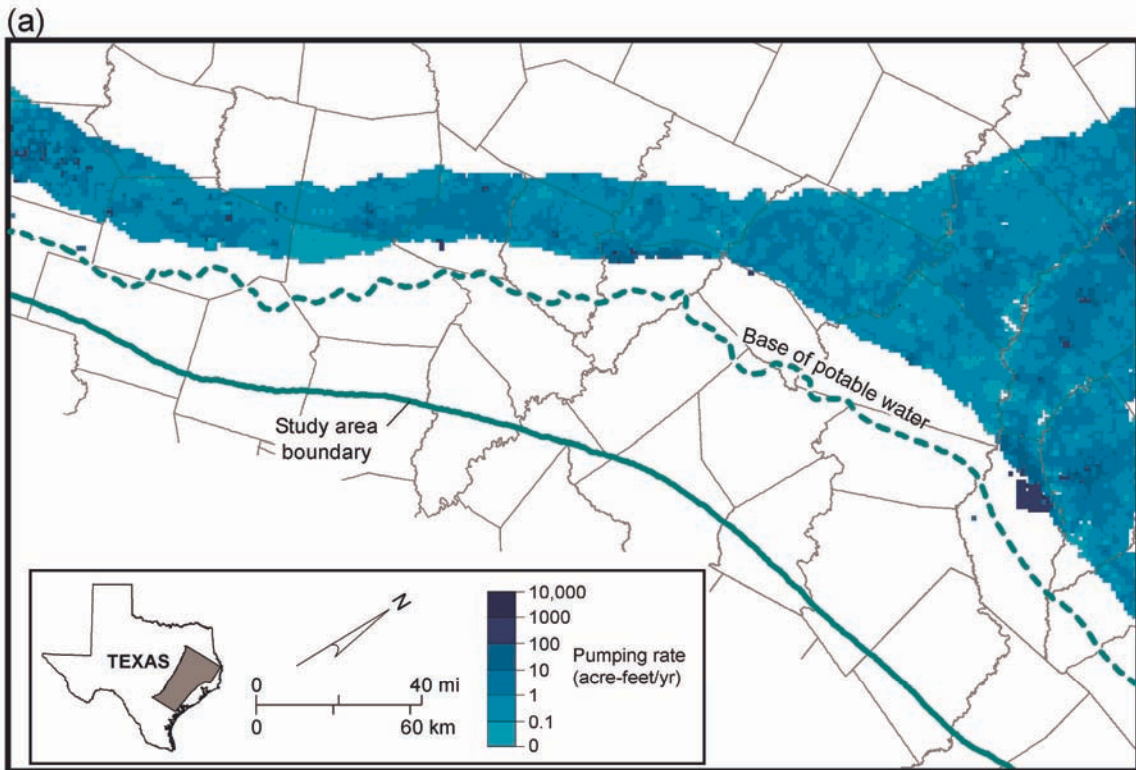 (a)
Base of potable water
Study area
boundary
TEXAS
N
0 40 mi
0 60 km
10,000
1000
100
10
1
0.1
0
Pumping rate
(acre-feet/yr)